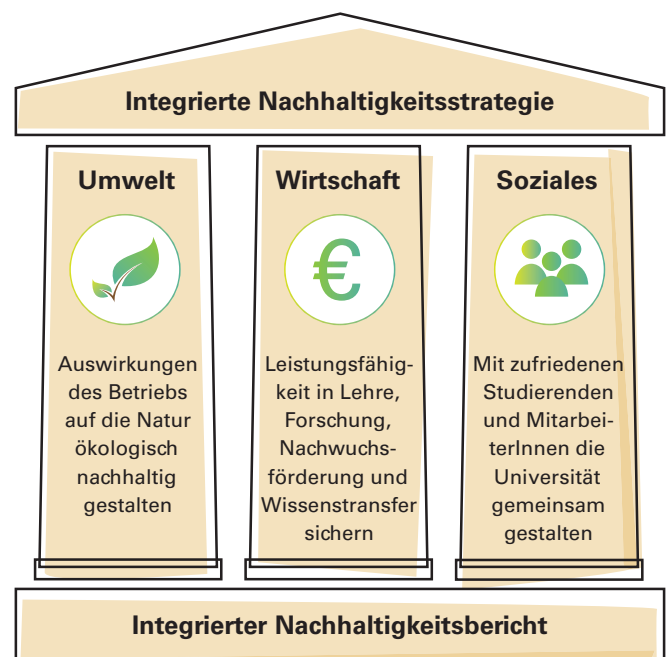 Integrierte Nachhaltigkeitsstrategie
Umwelt
Auswirkungen
des Betriebs
auf die Natur
ökologisch
nachhaltig
gestalten
Wirtschaft
€
Leistungsfähig-
keit in Lehre,
Forschung,
Nachwuchs-
förderung und
Wissenstransfer
sichern
Soziales
Mit zufriedenen
Studierenden
und Mitarbei-
terInnen die
Universität
gemeinsam
gestalten
Integrierter Nachhaltigkeitsbericht